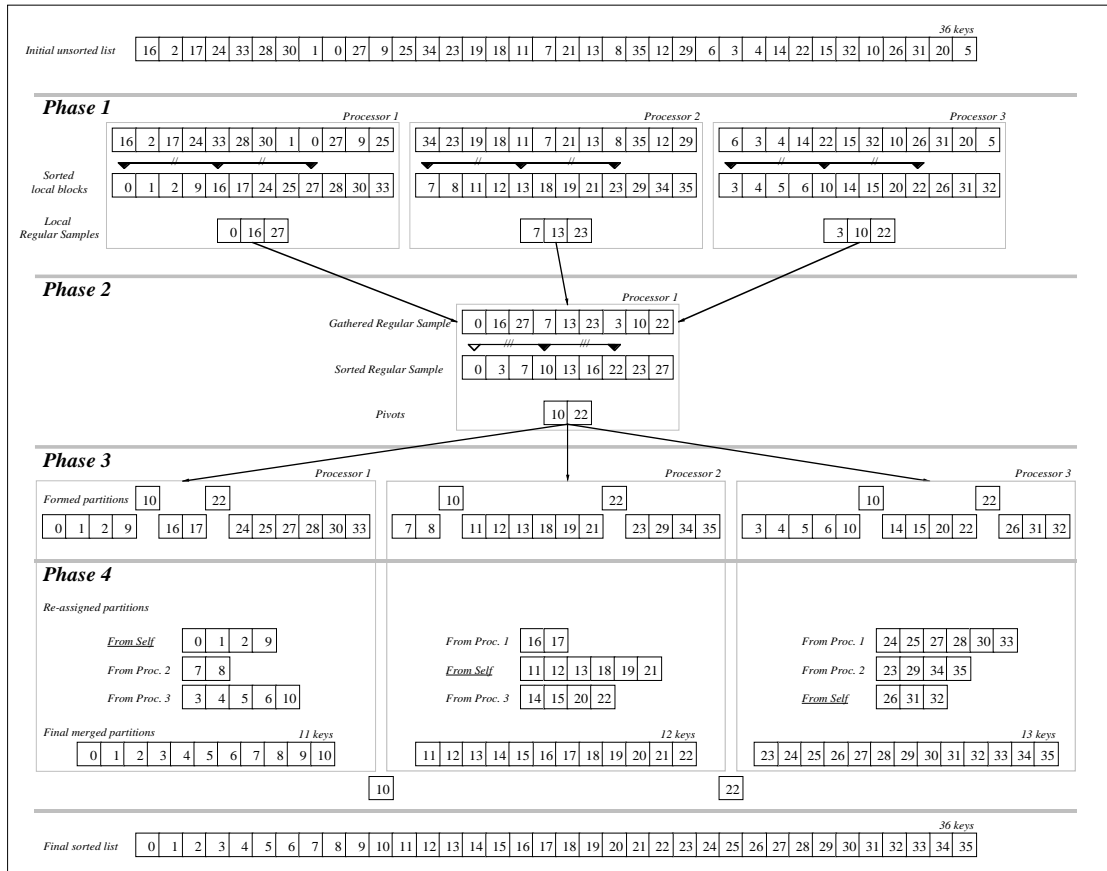 36 keys
Initial unsorted list 16 2 17 24 33 28 30 1 0 27 9 25 34 23 19 18 11 7 21 13 8 35 12 29 6 3 4 14 22 15 32 10 26 31 20 5
Phase 1
Processor 1 Processor 2 Processor 3
16 2 17 24 33 28 30 1 0 27 9 25 34 23 19 18 11 7 21 13 8 35 12 29 6 3 4 14 22 15 32 10 26 31 20 5
Sorted
local blocks 0 1 2 9 16 17 24 25 27 28 30 33 7 8 11 12 13 18 19 21 23 29 34 35 3 4 5 6 10 14 15 20 22 26 31 32
Local
Regular Samples 0 16 27 7 13 23 3 10 22
Phase 2
Processor 1
Gathered Regular Sample 0 16 27 7 13 23 3 10 22
Sorted Regular Sample 0 3 7 10 13 16 22 23 27
Pivots 10 22
Phase 3
Processor 1 Processor 2 Processor 3
Formed partitions 10 22 10 22 10 22
0 1 2 9 16 17 24 25 27 28 30 33 7 8 11 12 13 18 19 21 23 29 34 35 3 4 5 6 10 14 15 20 22 26 31 32
Phase 4
Re-assigned partitions
From Self 0 1 2 9 From Proc. 1 16 17 From Proc. 1 24 25 27 28 30 33
From Proc. 2 7 8 From Self 11 12 13 18 19 21 From Proc. 2 23 29 34 35
From Proc. 3 3 4 5 6 10 From Proc. 3 14 15 20 22 From Self 26 31 32
Final merged partitions 11 keys 12 keys 13 keys
0 1 2 3 4 5 6 7 8 9 10 11 12 13 14 15 16 17 18 19 20 21 22 23 24 25 26 27 28 29 30 31 32 33 34 35
10 22
36 keys
Final sorted list 0 1 2 3 4 5 6 7 8 9 10 11 12 13 14 15 16 17 18 19 20 21 22 23 24 25 26 27 28 29 30 31 32 33 34 35